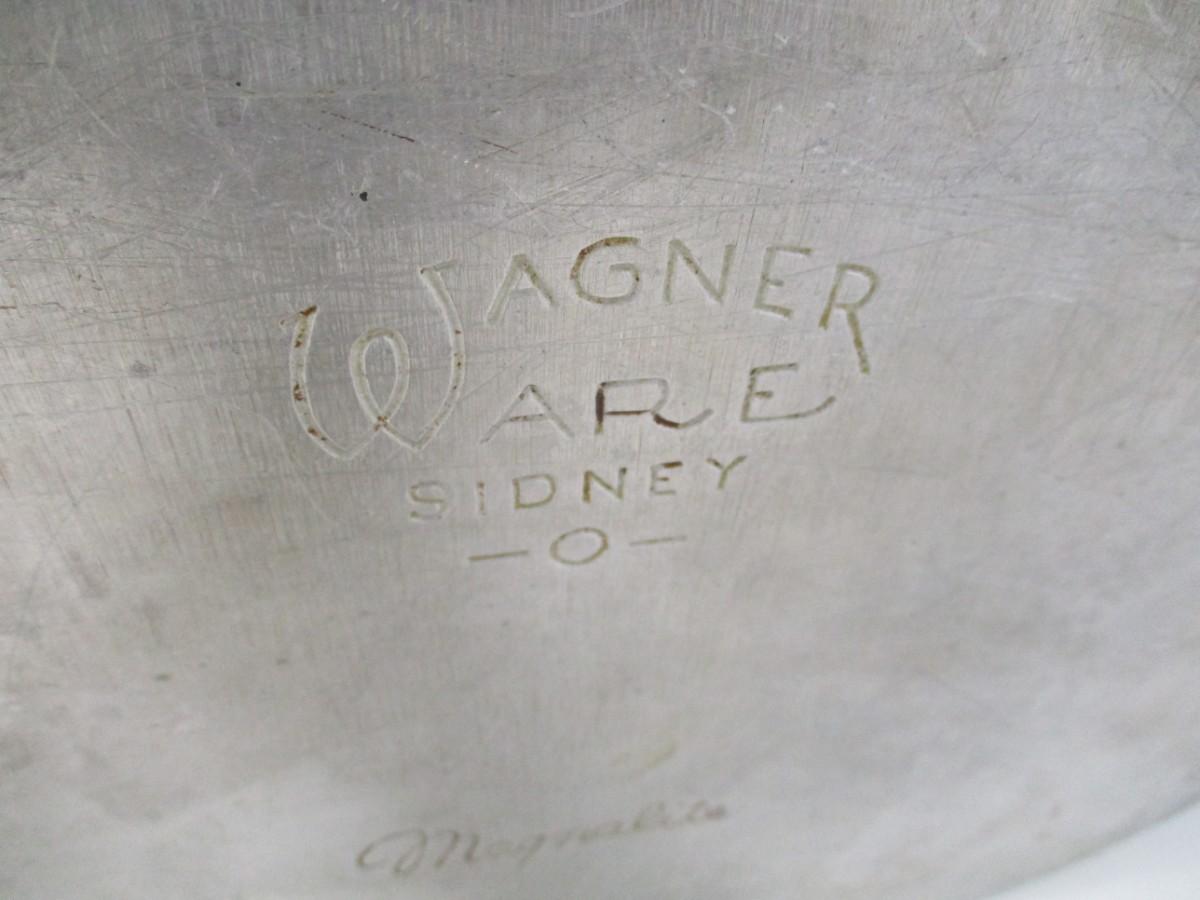 WAGNER
WARE
SIDNEY
-O-
Magnalite